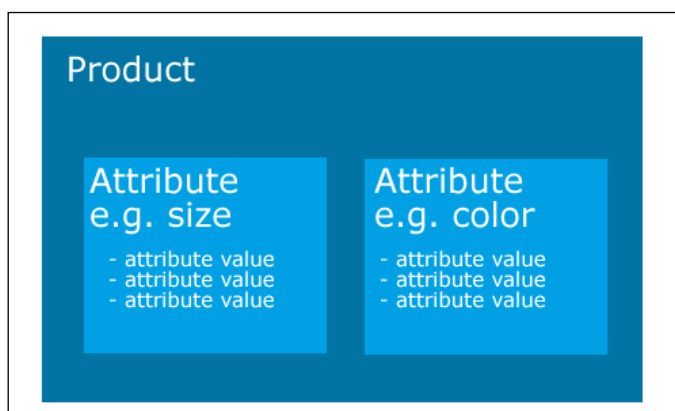 Product
Attribute
e.g. size
- attribute value
- attribute value
- attribute value
Attribute
e.g. color
- attribute value
- attribute value
- attribute value